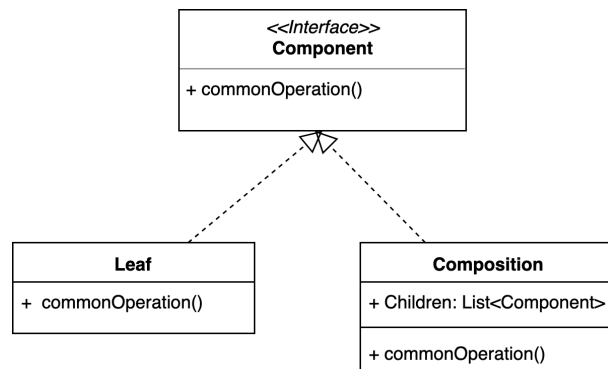 <<Interface>>
Component
+ commonOperation()
Leaf
+ commonOperation()
Composition
+ Children: List<Component>
+ commonOperation()